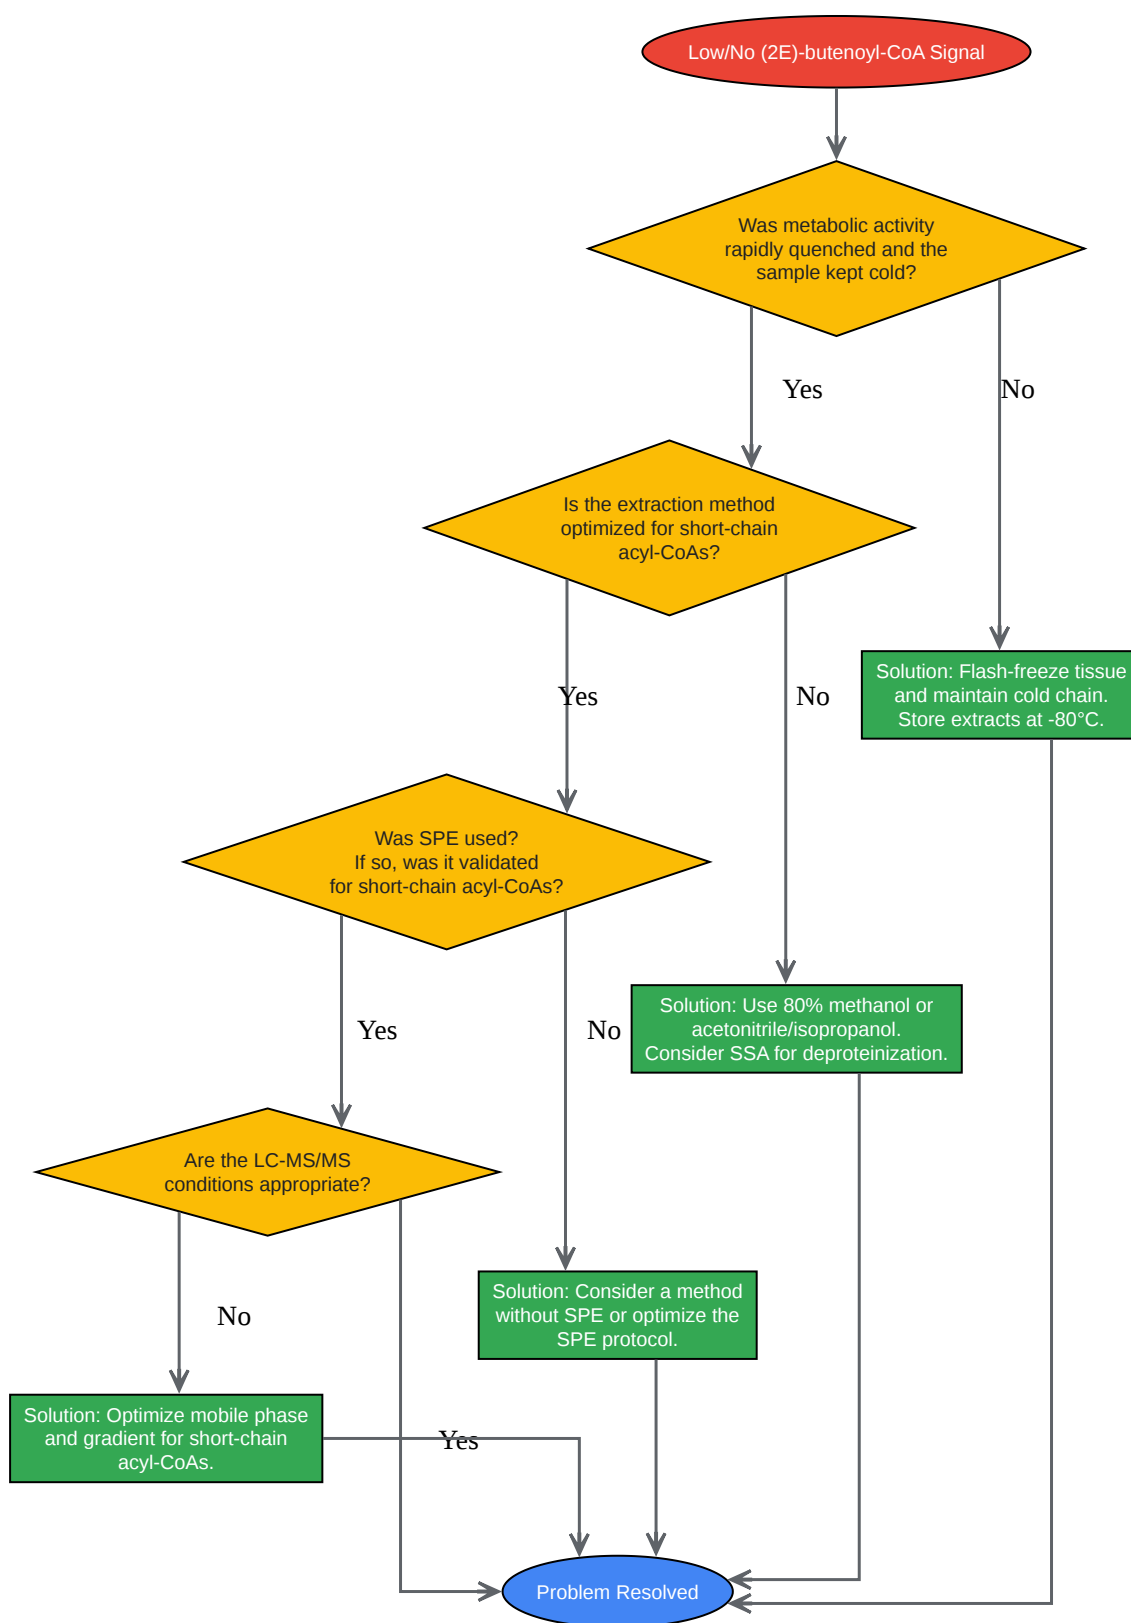 Low/No (2E)-butenoyl-CoA Signal
Was metabolic activity
rapidly quenched and the
sample kept cold?
Yes
No
Is the extraction method
optimized for short-chain
acyl-CoAs?
Solution: Flash-freeze tissue
and maintain cold chain.
Store extracts at -80°C.
Yes
No
Was SPE used?
If so, was it validated
for short-chain acyl-CoAs?
Solution: Use 80% methanol or
acetonitrile/isopropanol.
Consider SSA for deproteinization.
Yes
No
Are the LC-MS/MS
conditions appropriate?
Solution: Consider a method
without SPE or optimize the
SPE protocol.
No
Solution: Optimize mobile phase
and gradient for short-chain
acyl-CoAs.
Yes
Problem Resolved